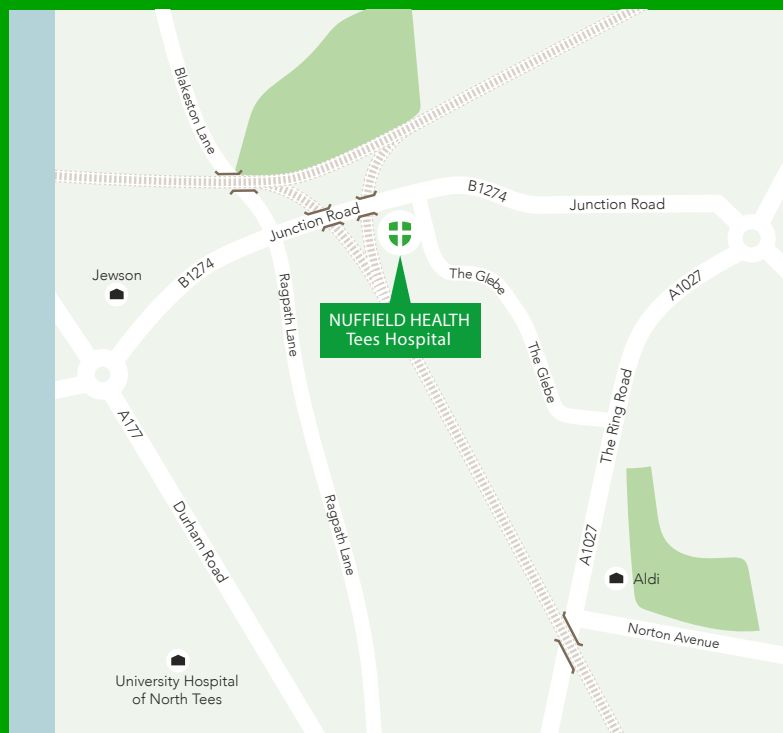 Blakeston Lane
B1274
Junction Road
Junction Road
A1027
Jewson
B1274
Ragpath Lane
The Glebe
NUFFIELD HEALTH
Tees Hospital
The Glebe
The Ring Road
A177
Durham Road
Ragpath Lane
A1027
Aldi
Norton Avenue
University Hospital
of North Tees